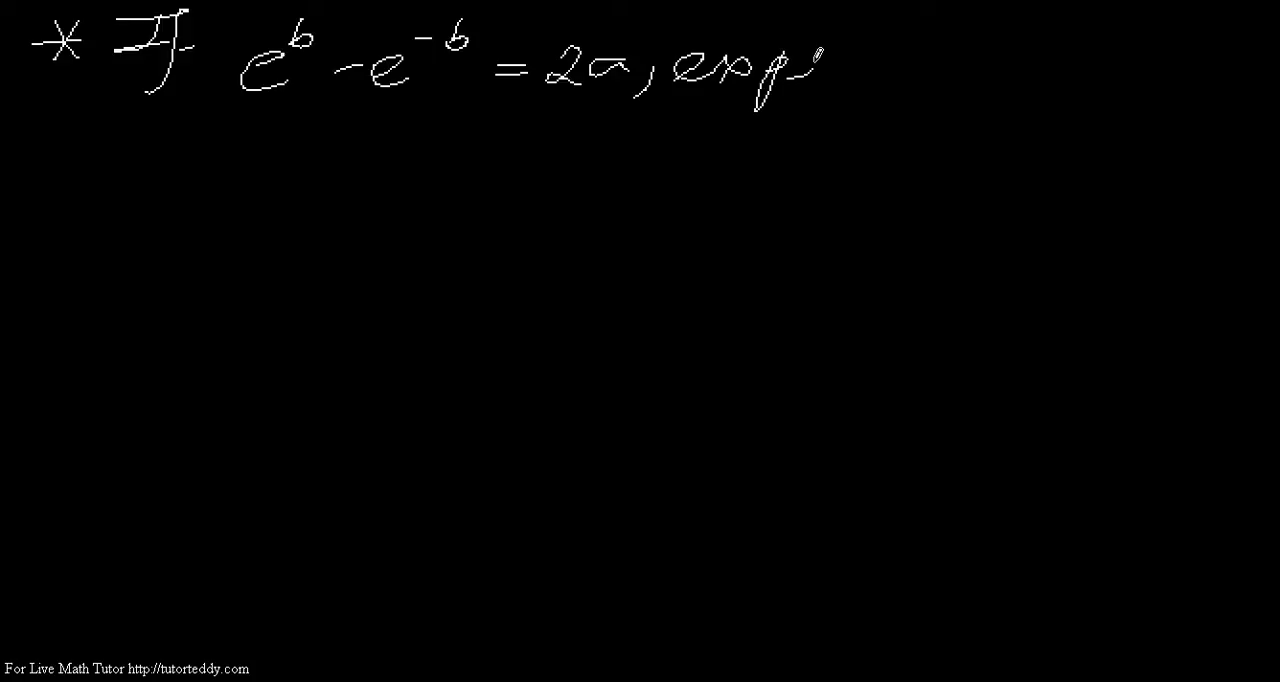 * If e^b - e^-b = 2a, exp
For Live Math Tutor http://tutorteddy.com